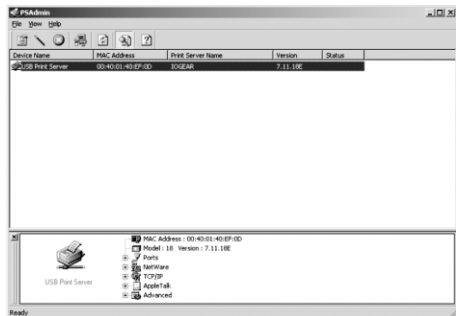 PSAdmin
File View Help
Device Name MAC Address Print Server Name Version Status
USB Print Server 00:40:01:40:EF:0D IOGEAR 7.11.18E
MAC Address : 00:40:01:40:EF:0D
Model : 18 Version : 7.11.18E
Ports
NetWare
TCP/IP
AppleTalk
Advanced
USB Print Server
Ready